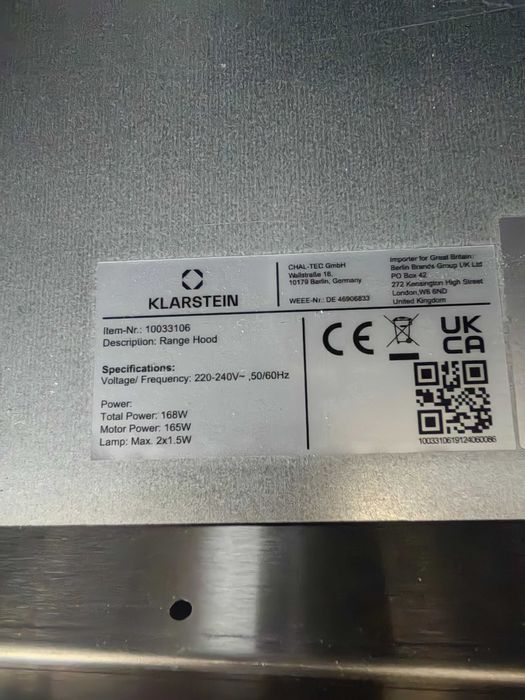 KLARSTEIN
CHAL-TEC GmbH
Wallstraße 16,
10179 Berlin, Germany
WEEE-Nr.: DE 46906833
Importer for Great Britain:
Berlin Brands Group UK Ltd
PO Box 42
272 Kensington High Street
London,W8 6ND
United Kingdom
Item-Nr.: 10033106
Description: Range Hood
Specifications:
Voltage/ Frequency: 220-240V~ ,50/60Hz
Power:
Total Power: 168W
Motor Power: 165W
Lamp: Max. 2x1.5W
CE
UK
CA
1003310619124060086